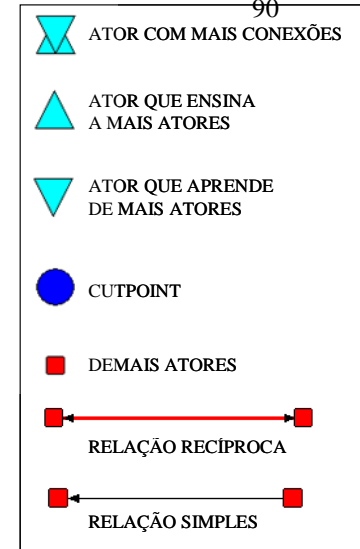 90
ATOR COM MAIS CONEXÕES
ATOR QUE ENSINA
A MAIS ATORES
ATOR QUE APRENDE
DE MAIS ATORES
CUTPOINT
DEMAIS ATORES
RELAÇÃO RECÍPROCA
RELAÇÃO SIMPLES